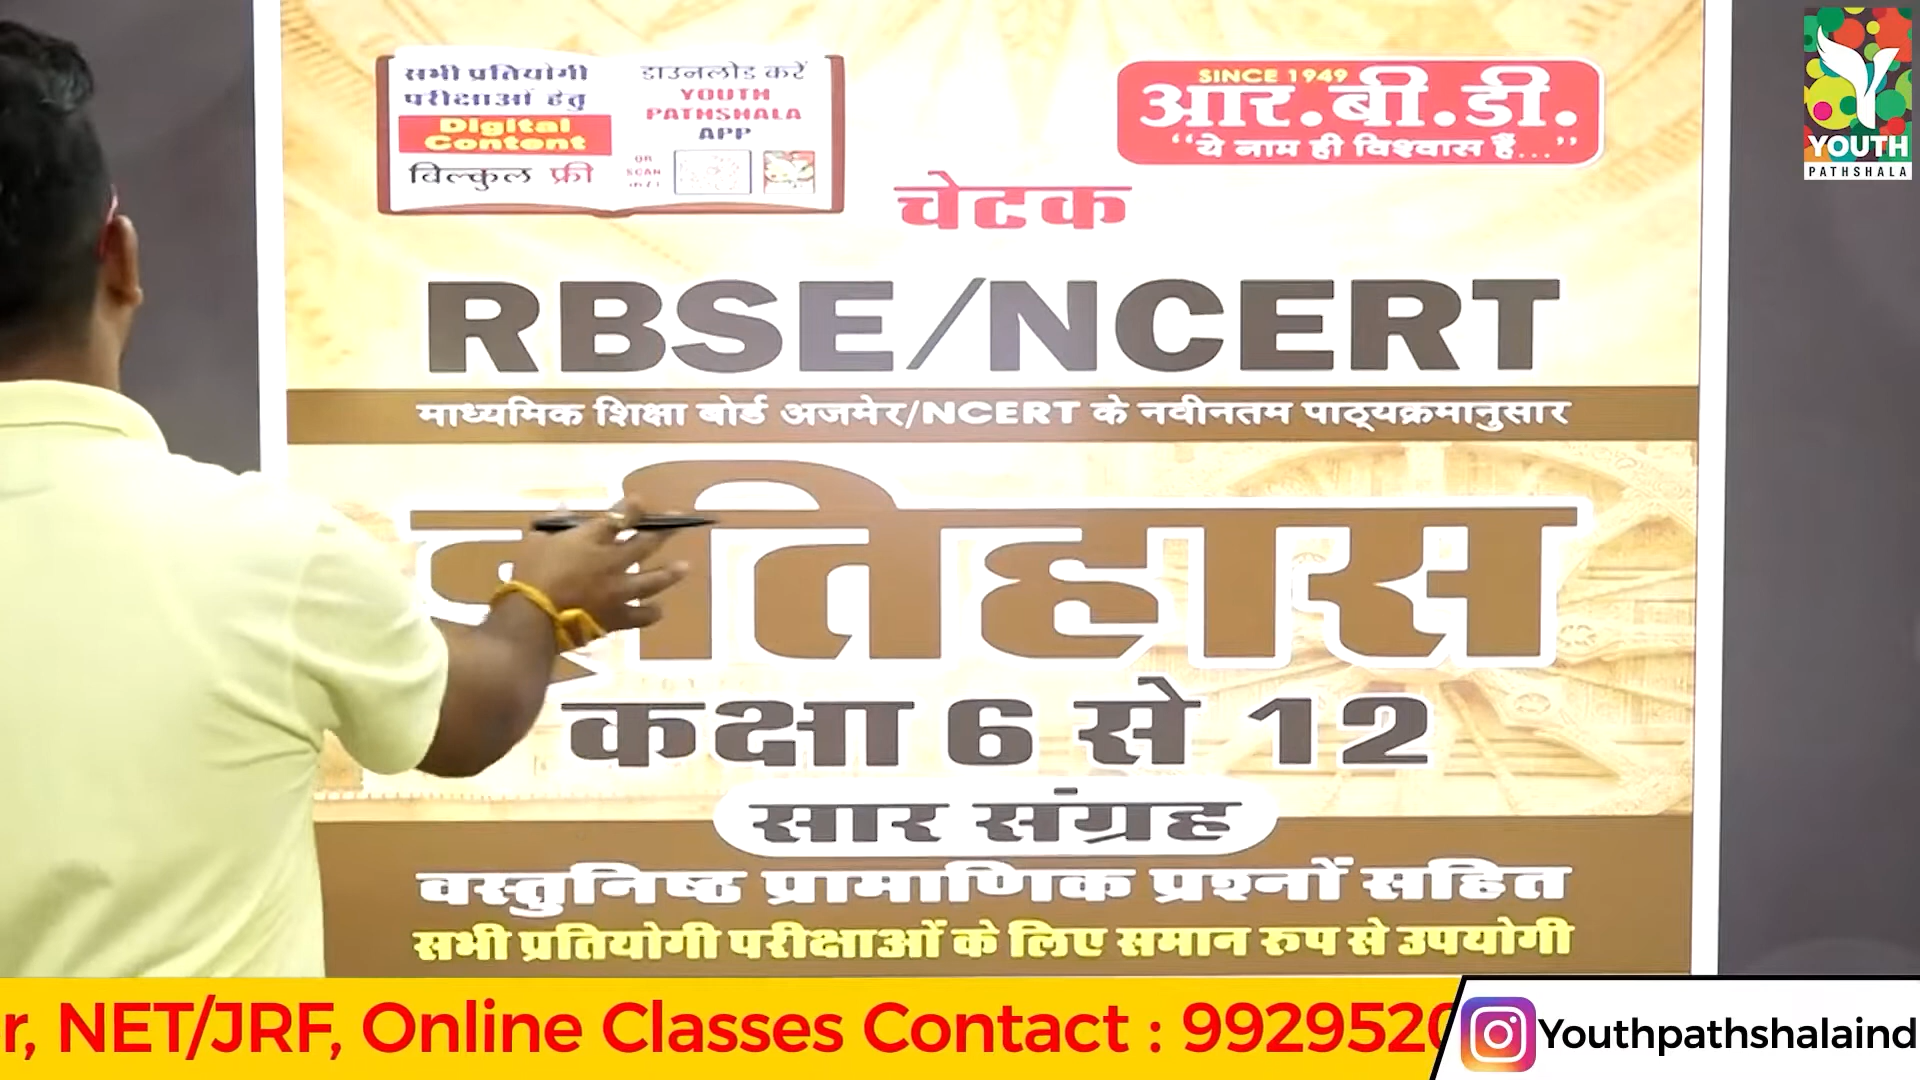 सभी प्रतियोगी
परीक्षाओं हेतु
Digital
Content
बिल्कुल फ्री
डाउनलोड करें
YOUTH
PATHSHALA
APP
OR
SCAN
SINCE 1949
आर.बी.डी.
“ये नाम ही विश्वास हैं...”
YOUTH
PATHSHALA
चेटक
RBSE/NCERT
माध्यमिक शिक्षा बोर्ड अजमेर/NCERT के नवीनतम पाठ्यक्रमानुसार
इतिहास
कक्षा 6 से 12
सार संग्रह
वस्तुनिष्ठ प्रामाणिक प्रश्नों सहित
सभी प्रतियोगी परीक्षाओं के लिए समान रुप से उपयोगी
r, NET/JRF, Online Classes Contact : 9929520
Youthpathshalaind